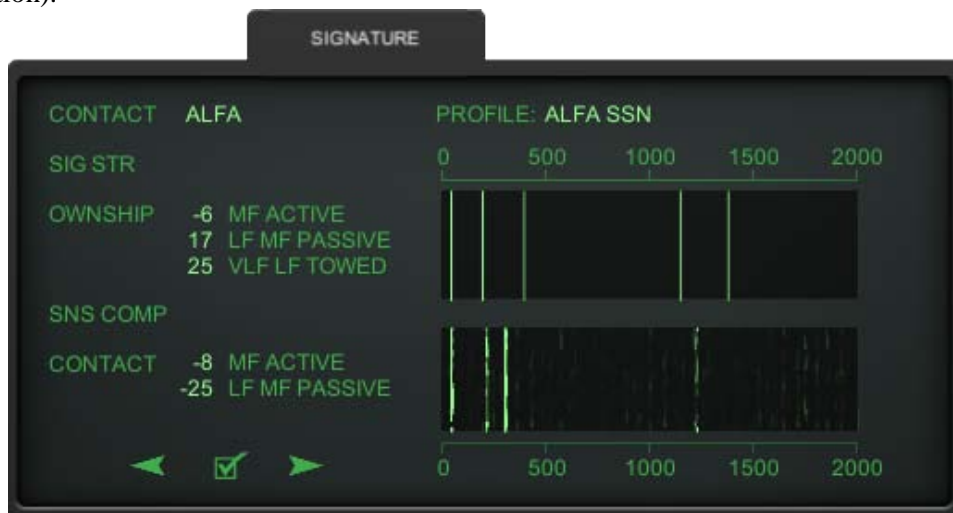 tion).
SIGNATURE
CONTACT ALFA
SIG STR
OWNSHIP -6 MF ACTIVE
17 LF MF PASSIVE
25 VLF LF TOWED
SNS COMP
CONTACT -8 MF ACTIVE
-25 LF MF PASSIVE
PROFILE: ALFA SSN
0 500 1000 1500 2000
0 500 1000 1500 2000